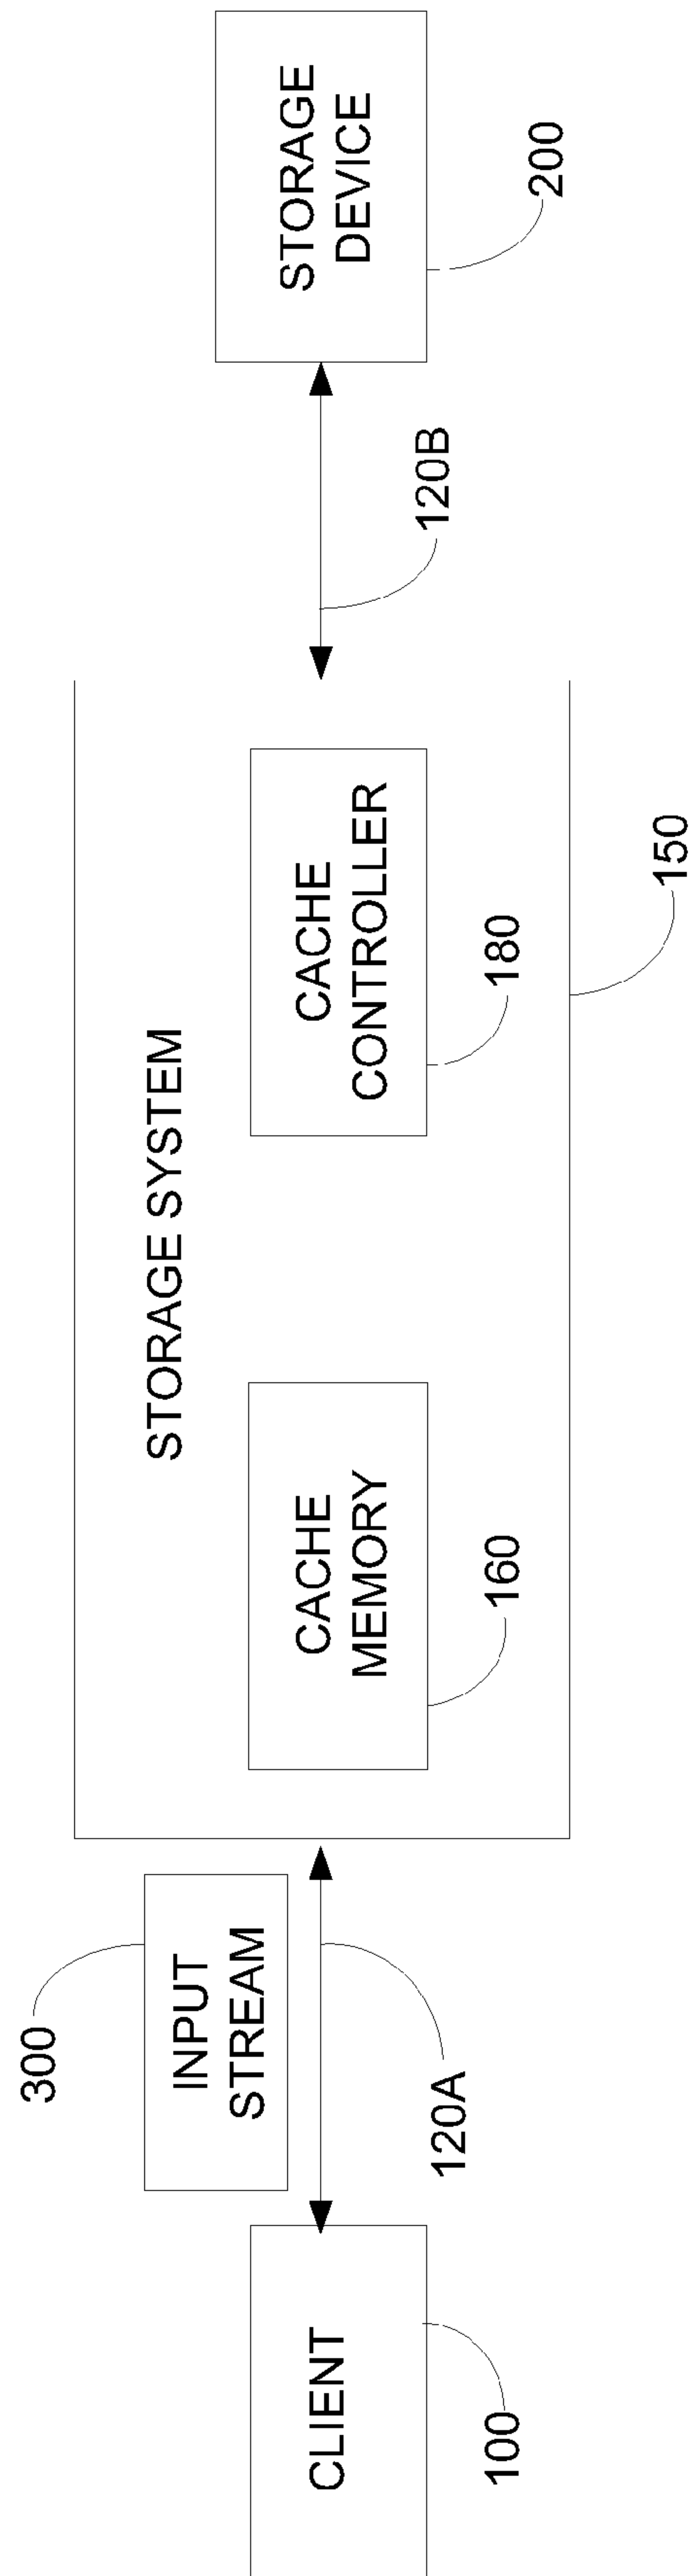 300
INPUT
STREAM
STORAGE SYSTEM
CLIENT
CACHE
MEMORY
CACHE
CONTROLLER
STORAGE
DEVICE
100
120A
160
180
150
120B
200